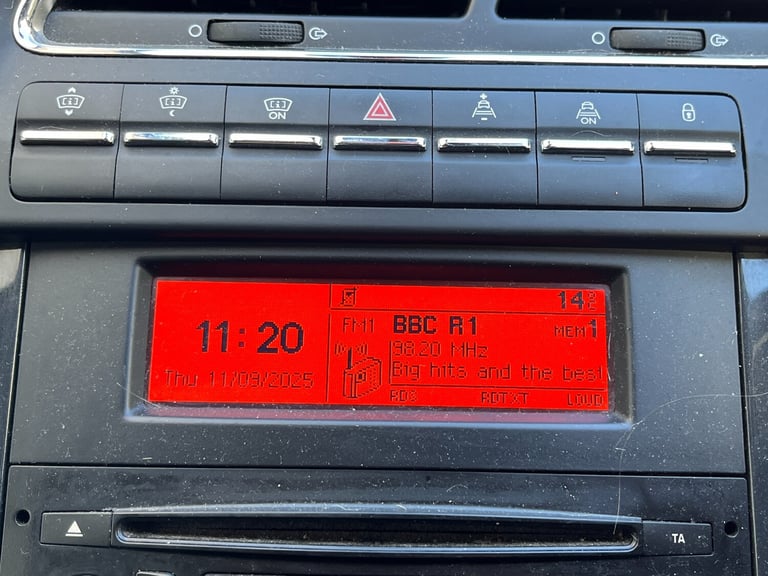 ON
ON
14°C
11:20
Thu 11/09/2025
FM1 BBC R1 MEM1
98.20 MHz
Big hits and the best
RDS RDTXT LOUD
TA